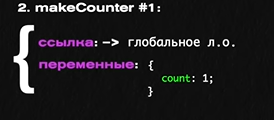 2. makeCounter #1:
{
ссылка: -> глобальное л.о.
переменные: {
count: 1;
}